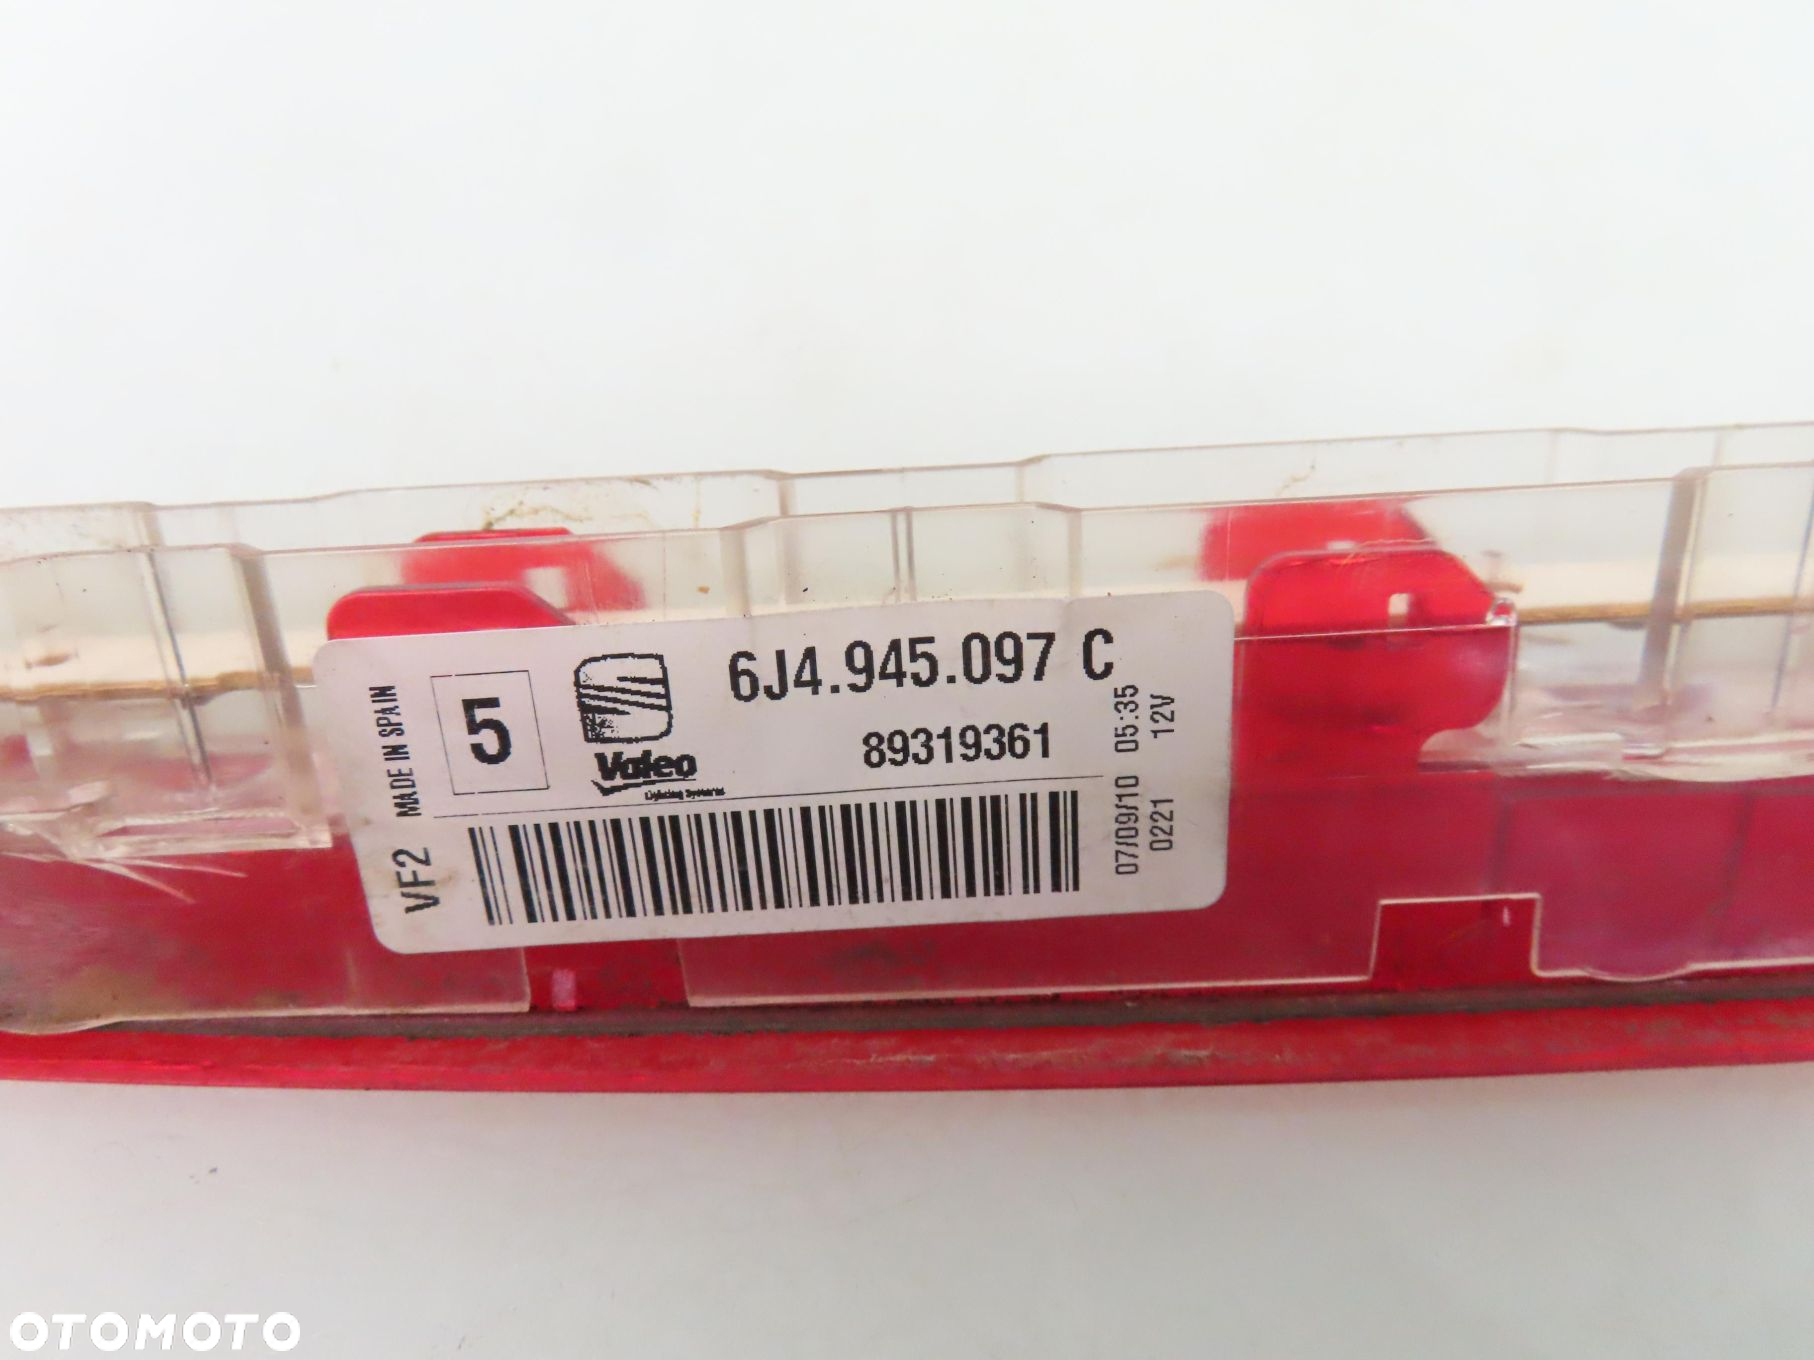 6J4.945.097 C
89319361
5
Valeo
Lighting Systems
MADE IN SPAIN
VF2
07/09/10 05:35
0221 12V
OTOMOTO